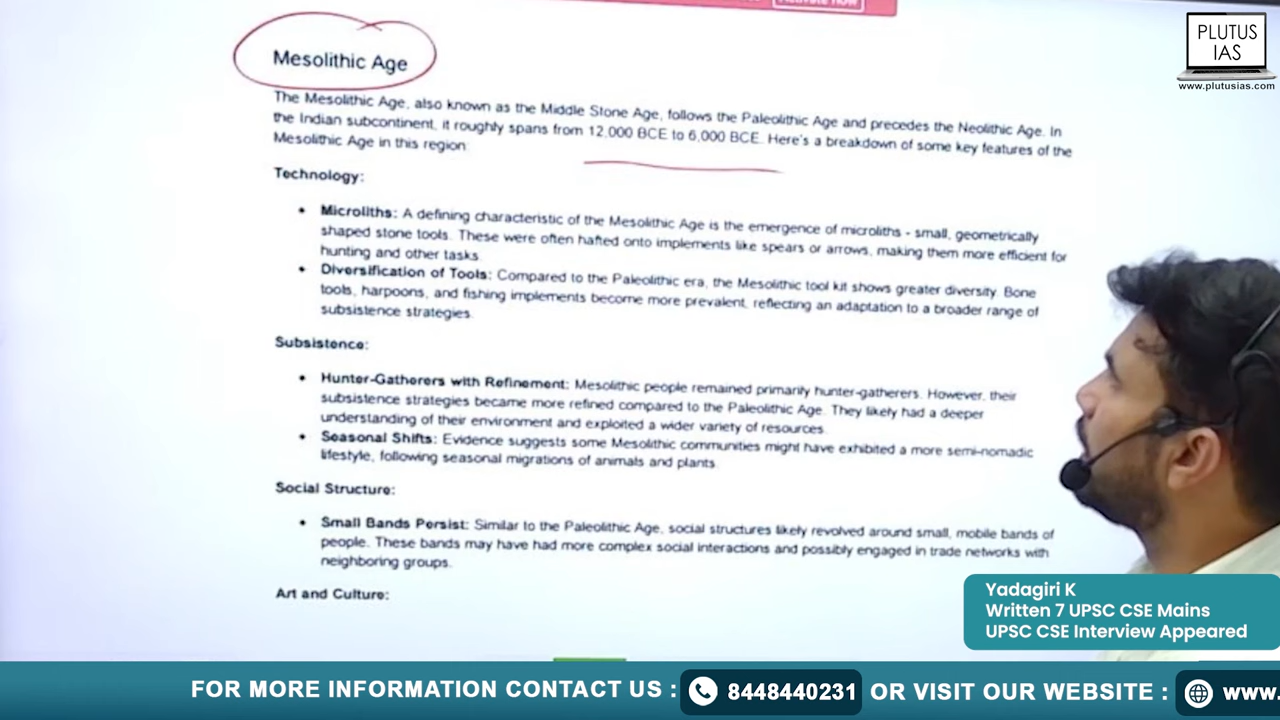 Activate now
PLUTUS
IAS
www.plutusias.com
Mesolithic Age
The Mesolithic Age, also known as the Middle Stone Age, follows the Paleolithic Age and precedes the Neolithic Age. In
the Indian subcontinent, it roughly spans from 12,000 BCE to 6,000 BCE. Here's a breakdown of some key features of the
Mesolithic Age in this region:
Technology:
• Microliths: A defining characteristic of the Mesolithic Age is the emergence of microliths - small, geometrically
shaped stone tools. These were often hafted onto implements like spears or arrows, making them more efficient for
hunting and other tasks.
• Diversification of Tools: Compared to the Paleolithic era, the Mesolithic tool kit shows greater diversity. Bone
tools, harpoons, and fishing implements become more prevalent, reflecting an adaptation to a broader range of
subsistence strategies.
Subsistence:
• Hunter-Gatherers with Refinement: Mesolithic people remained primarily hunter-gatherers. However, their
subsistence strategies became more refined compared to the Paleolithic Age. They likely had a deeper
understanding of their environment and exploited a wider variety of resources.
• Seasonal Shifts: Evidence suggests some Mesolithic communities might have exhibited a more semi-nomadic
lifestyle, following seasonal migrations of animals and plants.
Social Structure:
• Small Bands Persist: Similar to the Paleolithic Age, social structures likely revolved around small, mobile bands of
people. These bands may have had more complex social interactions and possibly engaged in trade networks with
neighboring groups.
Art and Culture:
Yadagiri K
Written 7 UPSC CSE Mains
UPSC CSE Interview Appeared
FOR MORE INFORMATION CONTACT US : 8448440231 OR VISIT OUR WEBSITE : www.